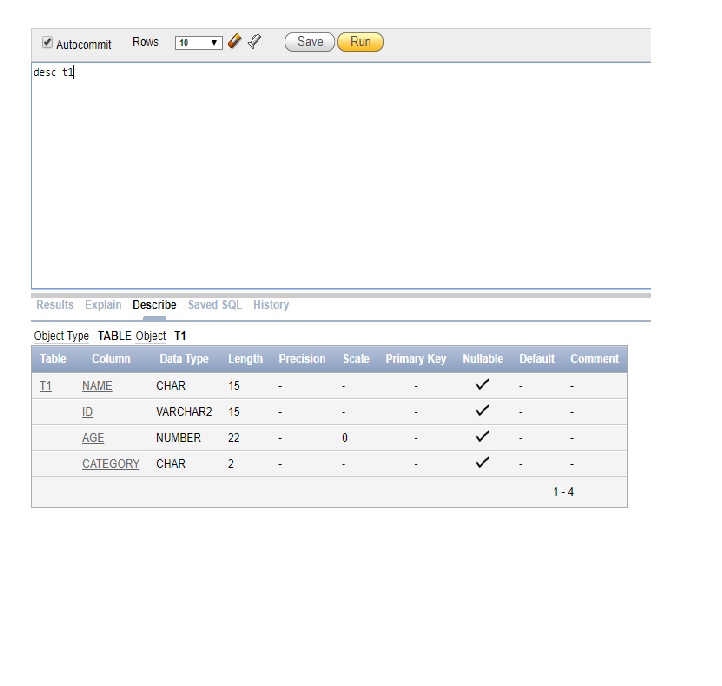 Autocommit Rows 10 Save Run
desc t1
Results Explain Describe Saved SQL History
Object Type TABLE Object T1
Table Column Data Type Length Precision Scale Primary Key Nullable Default Comment
T1 NAME CHAR 15 - - - ✓ - -
ID VARCHAR2 15 - - - ✓ - -
AGE NUMBER 22 - 0 - ✓ - -
CATEGORY CHAR 2 - - - ✓ - -
1 - 4